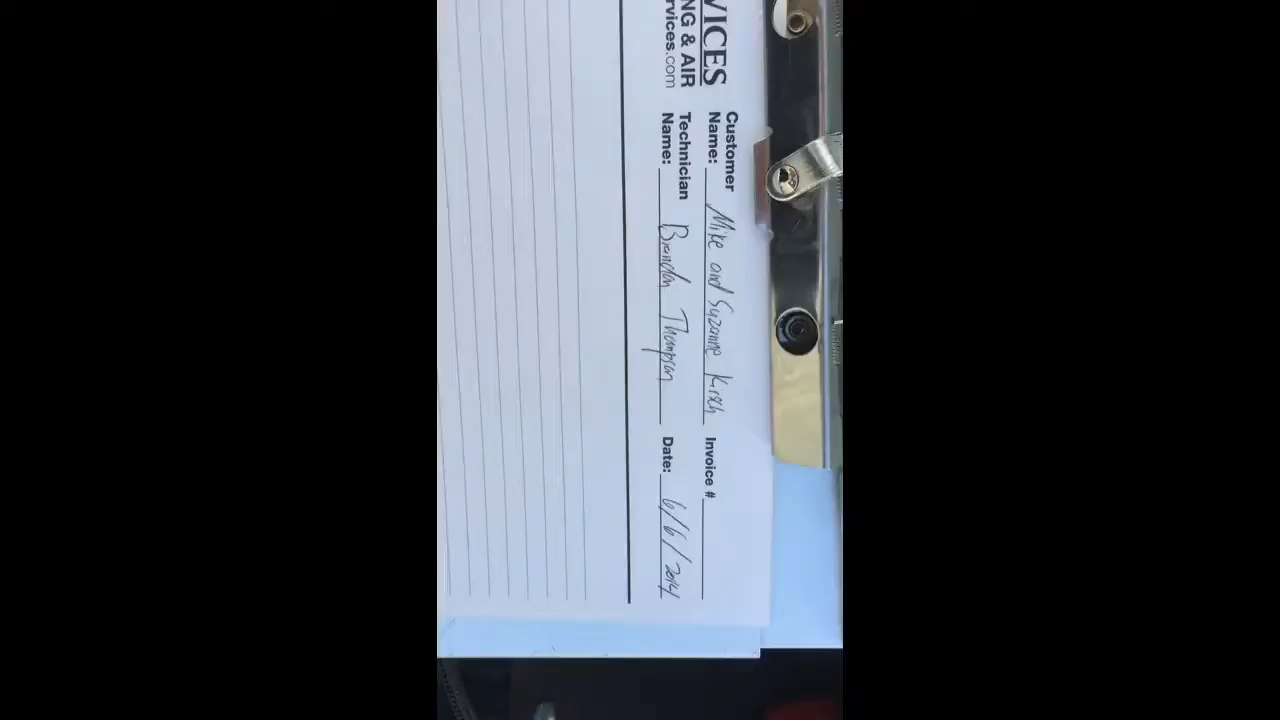 VICES
NG & AIR
rvices.com
Customer Name: Mike and Suzanne Kirsch Invoice #
Technician Name: Brandon Thompson Date: 6/6/2014